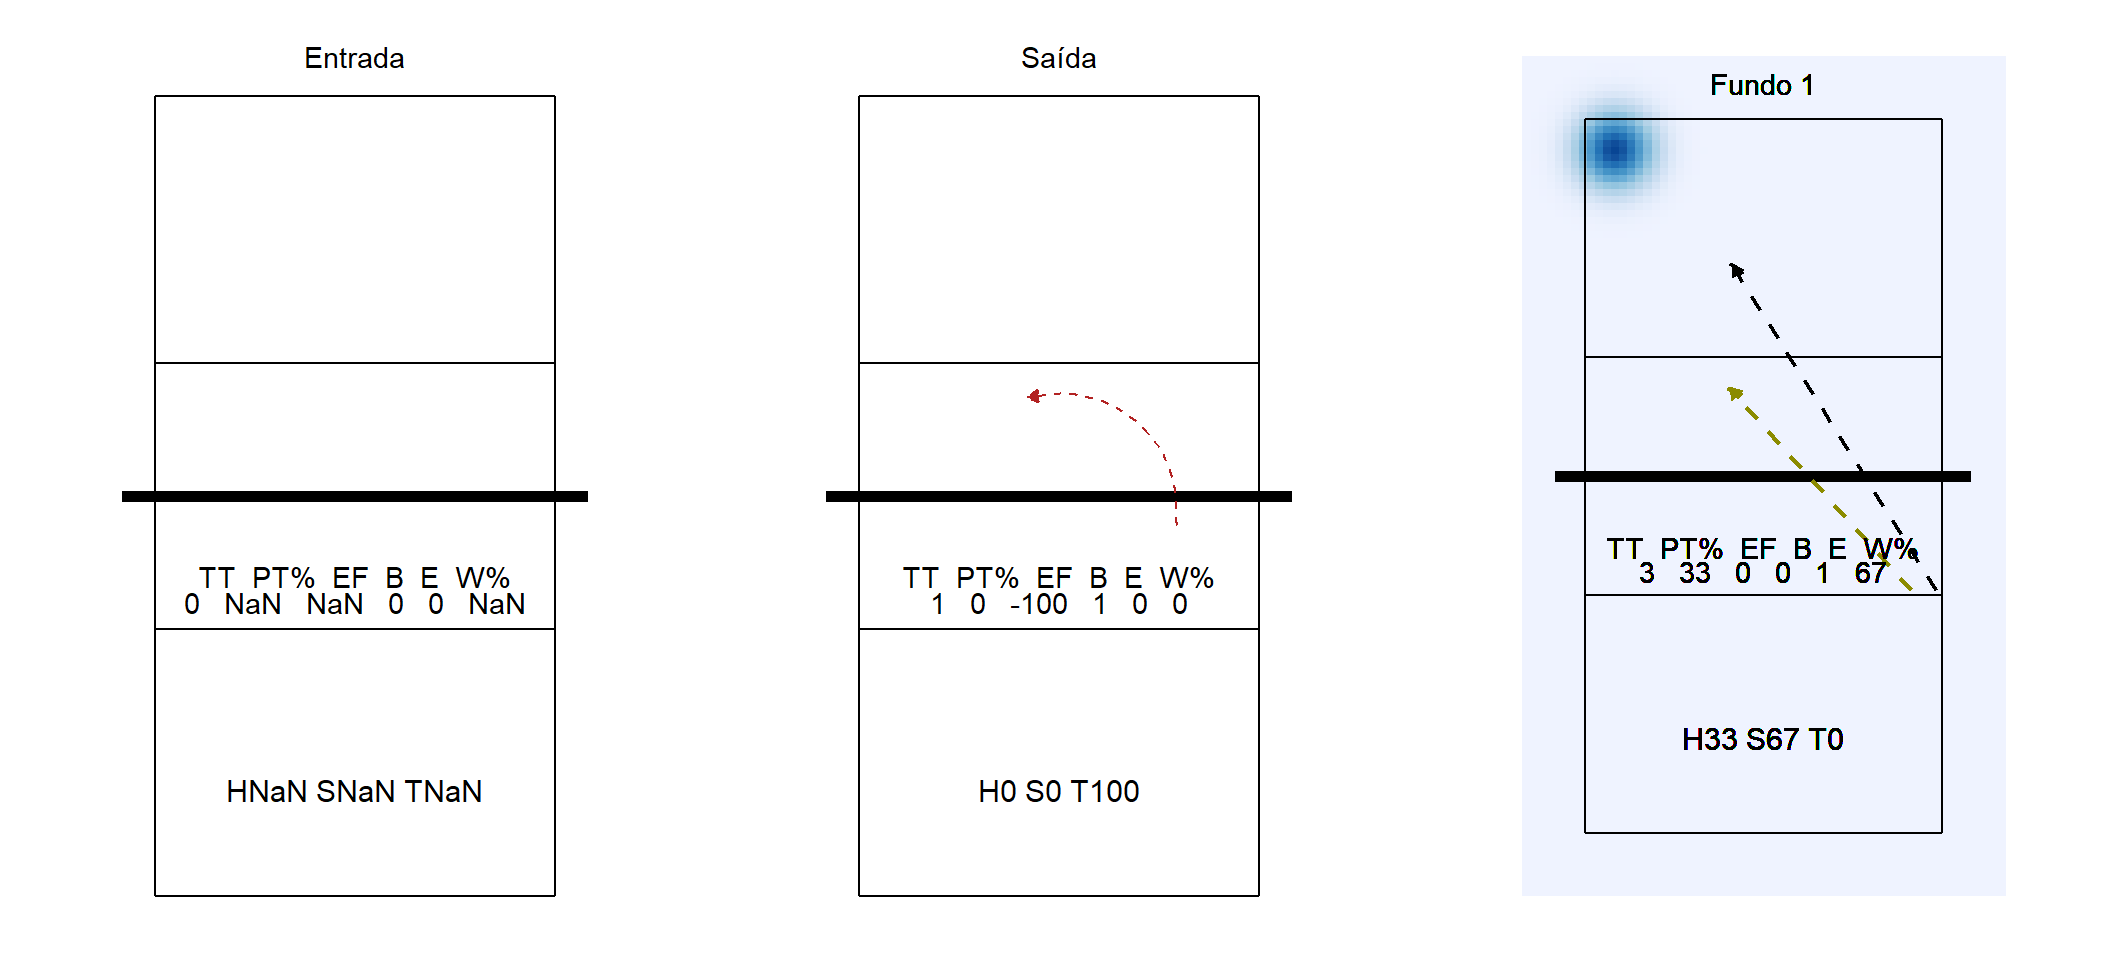 Entrada
TT PT% EF B E W%
0 NaN NaN 0 0 NaN
HNaN SNaN TNaN
Saída
TT PT% EF B E W%
1 0 -100 1 0 0
H0 S0 T100
Fundo 1
TT PT% EF B E W%
3 33 0 0 1 67
H33 S67 T0